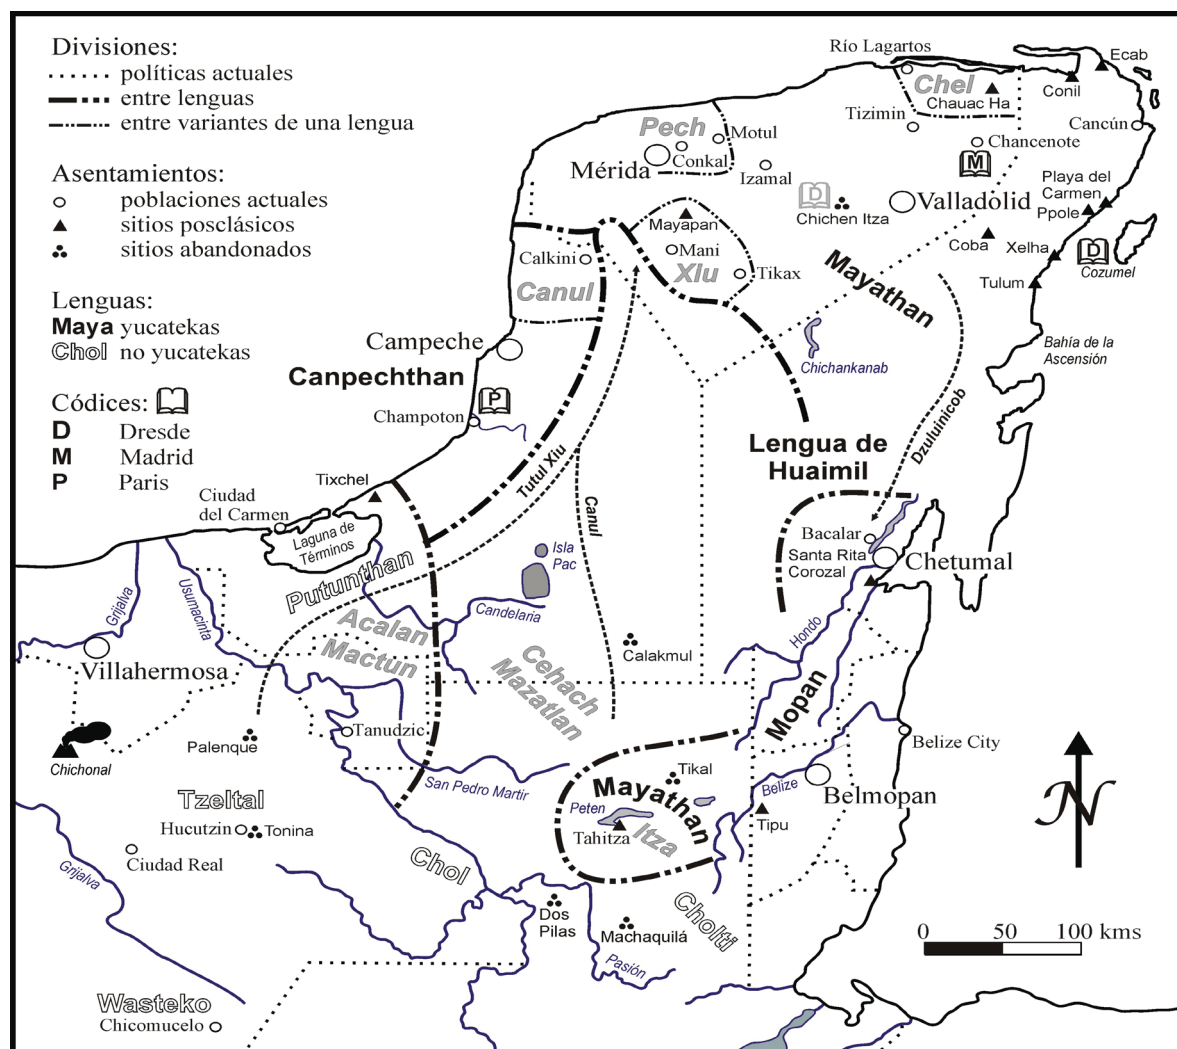 Divisiones:
políticas actuales
entre lenguas
entre variantes de una lengua
Asentamientos:
poblaciones actuales
sitios posclásicos
sitios abandonados
Lenguas:
Maya yucatekas
Chol no yucatekas
Códices:
D Dresde
M Madrid
P Paris
Río Lagartos
Ecab
Chel
Chauac Ha
Conil
Tizimin
Cancún
Pech
Motul
Conkal
Mérida
Izamal
Chancenote
M
D
Chichen Itza
Valladolid
Playa del
Carmen
Ppole
Mayapan
Mani
Xiu
Tikax
Coba
Xelha
D
Cozumel
Tulum
Calkini
Canul
Mayathan
Campeche
Canpechthan
Chichankanab
Bahía de la
Ascensión
P
Champoton
Dzuluinicob
Lengua de
Huaimil
Tutul Xiu
Canul
Tixchel
Ciudad
del Carmen
Laguna de
Términos
Bacalar
Santa Rita
Corozal
Chetumal
Isla
Pac
Putunthan
Candelaria
Grijalva
Usumacinta
Acalan
Mactun
Hondo
Calakmul
Cehach
Mazatlan
Villahermosa
Mopan
Chichonal
Palenque
Tanudzic
Belize City
San Pedro Martir
Tikal
Mayathan
Peten
Tahitza
Itza
Belize
Belmopan
Tipu
N
Tzeltal
Hucutzin
Tonina
Ciudad Real
Grijalva
Chol
Cholti
Dos
Pilas
Machaquilá
Pasión
0 50 100 kms
Wasteko
Chicomucelo